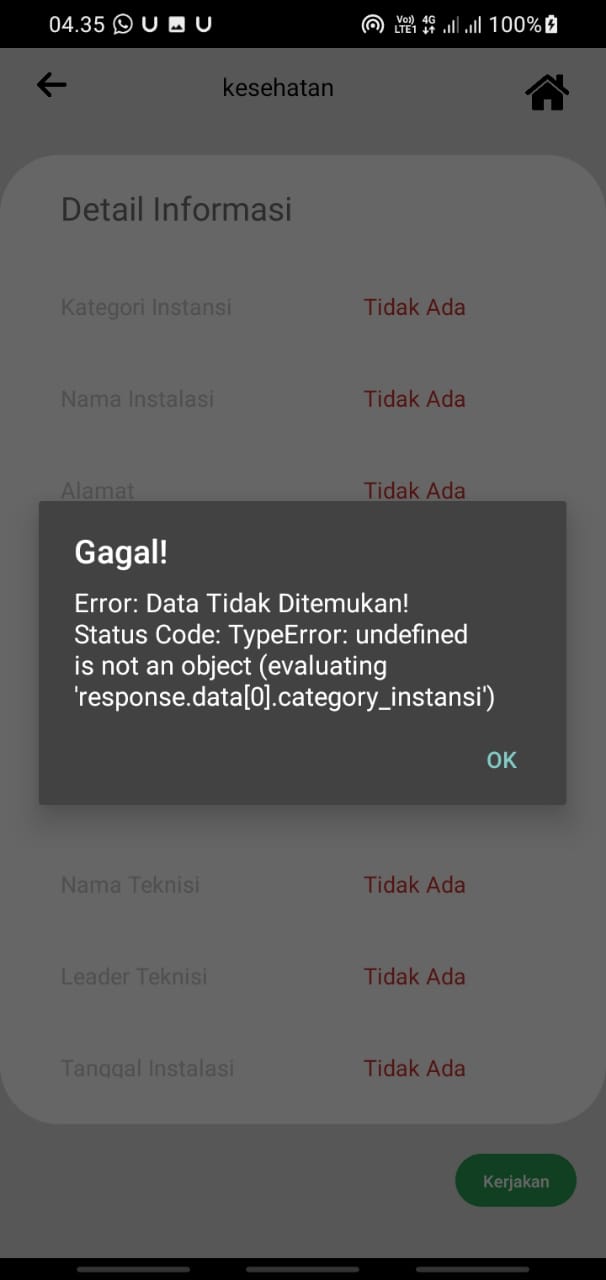 04.35 U U Vo)) LTE1 4G 100%
kesehatan
Detail Informasi
Kategori Instansi Tidak Ada
Nama Instalasi Tidak Ada
Alamat Tidak Ada
Gagal!
Error: Data Tidak Ditemukan!
Status Code: TypeError: undefined
is not an object (evaluating
'response.data[0].category_instansi')
OK
Nama Teknisi Tidak Ada
Leader Teknisi Tidak Ada
Tanggal Instalasi Tidak Ada
Kerjakan